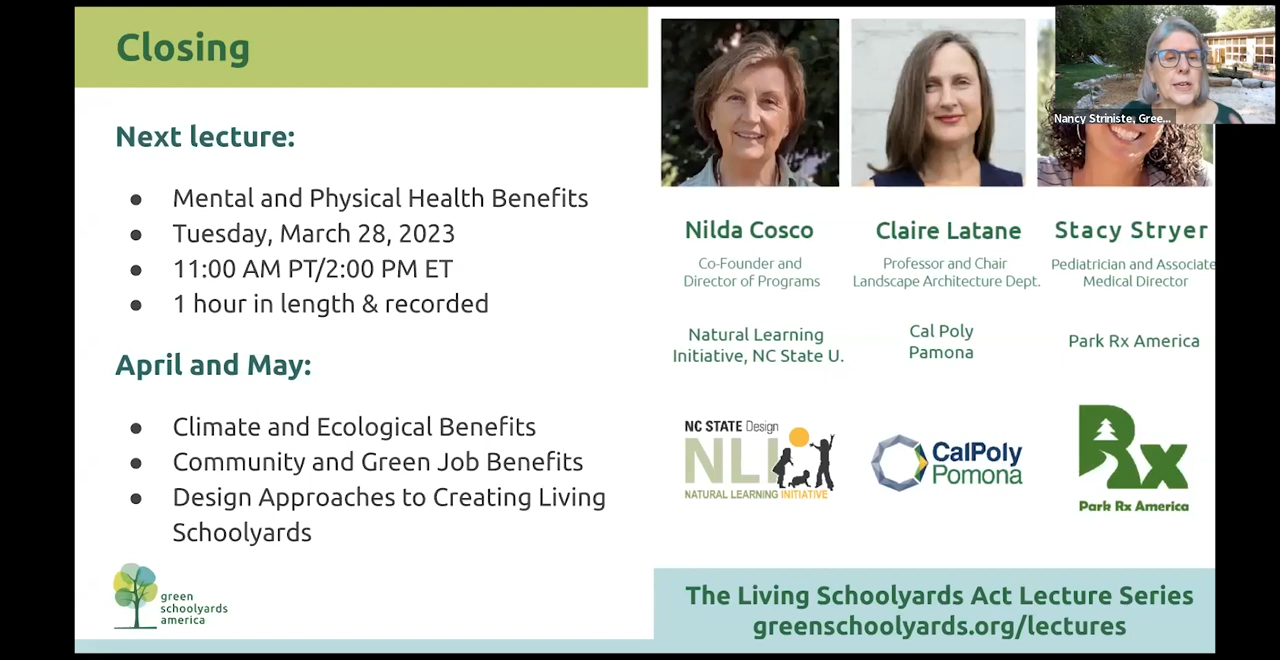 Closing
Next lecture:
● Mental and Physical Health Benefits
● Tuesday, March 28, 2023
● 11:00 AM PT/2:00 PM ET
● 1 hour in length & recorded
April and May:
● Climate and Ecological Benefits
● Community and Green Job Benefits
● Design Approaches to Creating Living
Schoolyards
green
schoolyards
america
Nancy Striniste, Gree...
Nilda Cosco
Co-Founder and
Director of Programs
Natural Learning
Initiative, NC State U.
NC STATE Design
NLI
NATURAL LEARNING INITIATIVE
Claire Latane
Professor and Chair
Landscape Architecture Dept.
Cal Poly
Pamona
CalPoly
Pomona
Stacy Stryer
Pediatrician and Associate
Medical Director
Park Rx America
Rx
Park Rx America
The Living Schoolyards Act Lecture Series
greenschoolyards.org/lectures